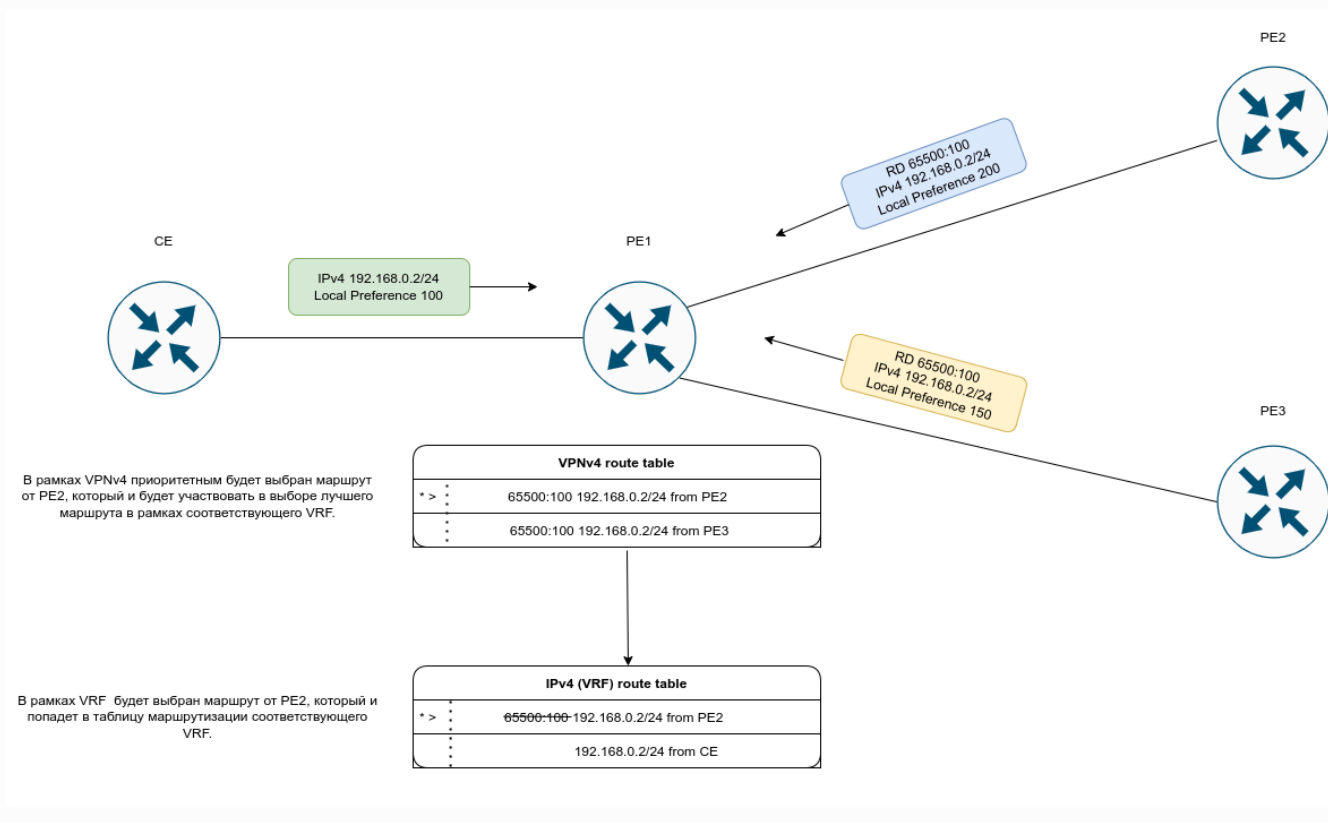 PE2
RD 65500:100
IPv4 192.168.0.2/24
Local Preference 200
CE
PE1
IPv4 192.168.0.2/24
Local Preference 100
RD 65500:100
IPv4 192.168.0.2/24
Local Preference 150
PE3
В рамках VPNv4 приоритетным будет выбран маршрут
от PE2, который и будет участвовать в выборе лучшего
маршрута в рамках соответствующего VRF.
VPNv4 route table
* > 65500:100 192.168.0.2/24 from PE2
65500:100 192.168.0.2/24 from PE3
В рамках VRF будет выбран маршрут от PE2, который и
попадет в таблицу маршрутизации соответствующего
VRF.
IPv4 (VRF) route table
* > 65500:100 192.168.0.2/24 from PE2
192.168.0.2/24 from CE